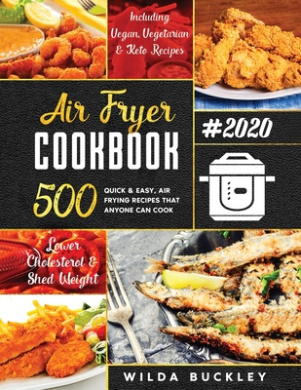 Including
Vegan, Vegetarian
& Keto Recipes
Air Fryer
COOKBOOK
#2020
500
QUICK & EASY, AIR
FRYING RECIPES THAT
ANYONE CAN COOK
Lower
Cholesterol &
Shed Weight
WILDA BUCKLEY